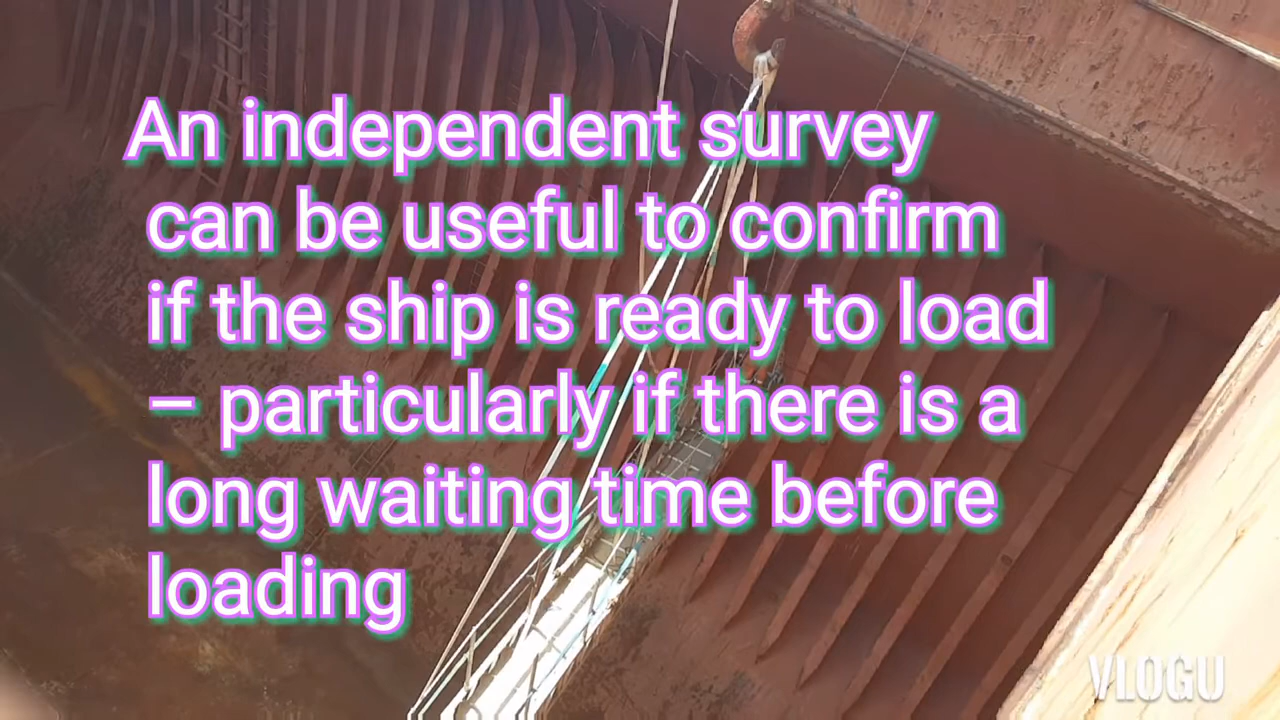 An independent survey
can be useful to confirm
if the ship is ready to load
– particularly if there is a
long waiting time before
loading
VLOGU